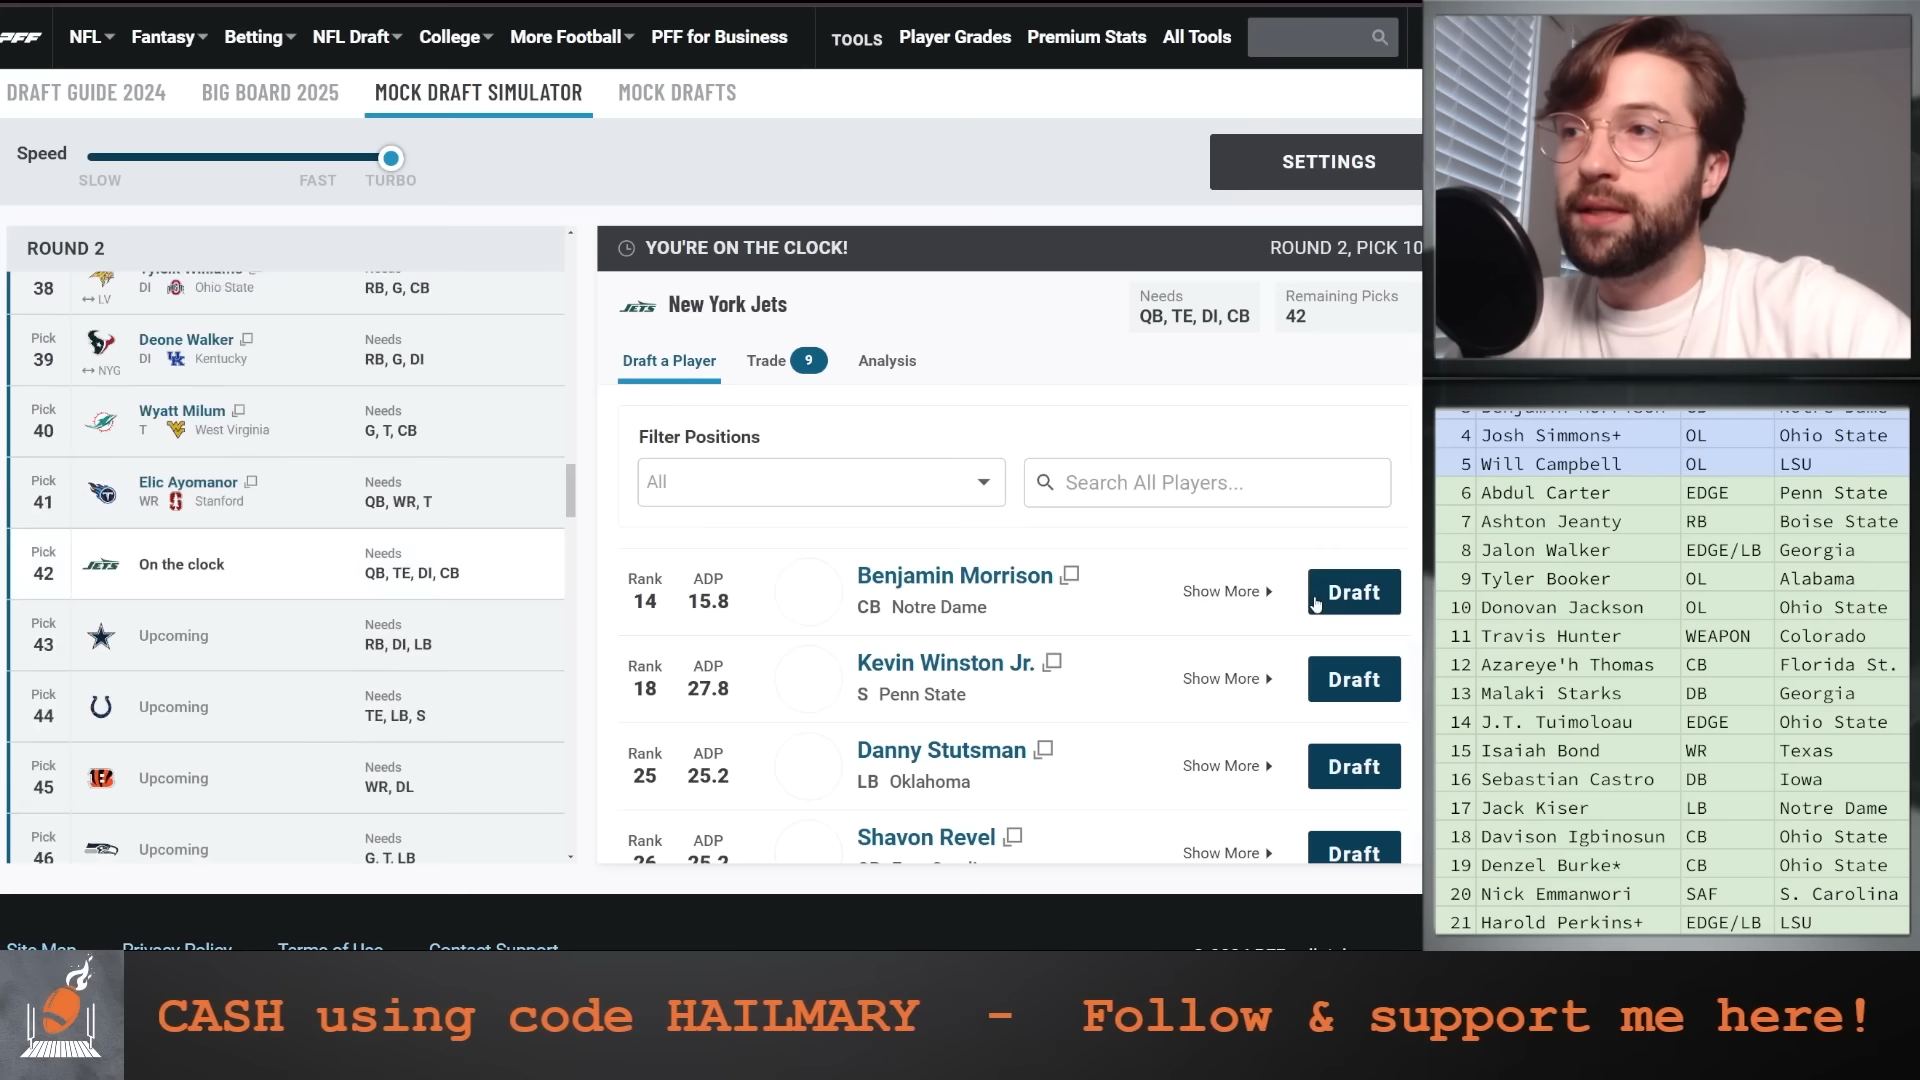 PFF NFL Fantasy Betting NFL Draft College More Football PFF for Business TOOLS Player Grades Premium Stats All Tools
DRAFT GUIDE 2024 BIG BOARD 2025 MOCK DRAFT SIMULATOR MOCK DRAFTS
Speed
SLOW FAST TURBO
SETTINGS
ROUND 2
38 LV DI Ohio State RB, G, CB
Pick 39 NYG Deone Walker DI Kentucky Needs RB, G, DI
Pick 40 Wyatt Milum T West Virginia Needs G, T, CB
Pick 41 Elic Ayomanor WR Stanford Needs QB, WR, T
Pick 42 JETS On the clock Needs QB, TE, DI, CB
Pick 43 Upcoming Needs RB, DI, LB
Pick 44 Upcoming Needs TE, LB, S
Pick 45 Upcoming Needs WR, DL
Pick 46 Upcoming Needs G, T, LB
YOU'RE ON THE CLOCK! ROUND 2, PICK 10
JETS New York Jets
Needs QB, TE, DI, CB
Remaining Picks 42
Draft a Player Trade 9 Analysis
Filter Positions
All Search All Players...
Rank 14 ADP 15.8 Benjamin Morrison CB Notre Dame Show More Draft
Rank 18 ADP 27.8 Kevin Winston Jr. S Penn State Show More Draft
Rank 25 ADP 25.2 Danny Stutsman LB Oklahoma Show More Draft
Rank 26 ADP 25.2 Shavon Revel Show More Draft
Site Map Privacy Policy Terms of Use Contact Support
4 Josh Simmons+ OL Ohio State
5 Will Campbell OL LSU
6 Abdul Carter EDGE Penn State
7 Ashton Jeanty RB Boise State
8 Jalon Walker EDGE/LB Georgia
9 Tyler Booker OL Alabama
10 Donovan Jackson OL Ohio State
11 Travis Hunter WEAPON Colorado
12 Azareye'h Thomas CB Florida St.
13 Malaki Starks DB Georgia
14 J.T. Tuimoloau EDGE Ohio State
15 Isaiah Bond WR Texas
16 Sebastian Castro DB Iowa
17 Jack Kiser LB Notre Dame
18 Davison Igbinosun CB Ohio State
19 Denzel Burke* CB Ohio State
20 Nick Emmanwori SAF S. Carolina
21 Harold Perkins+ EDGE/LB LSU
CASH using code HAILMARY - Follow & support me here!